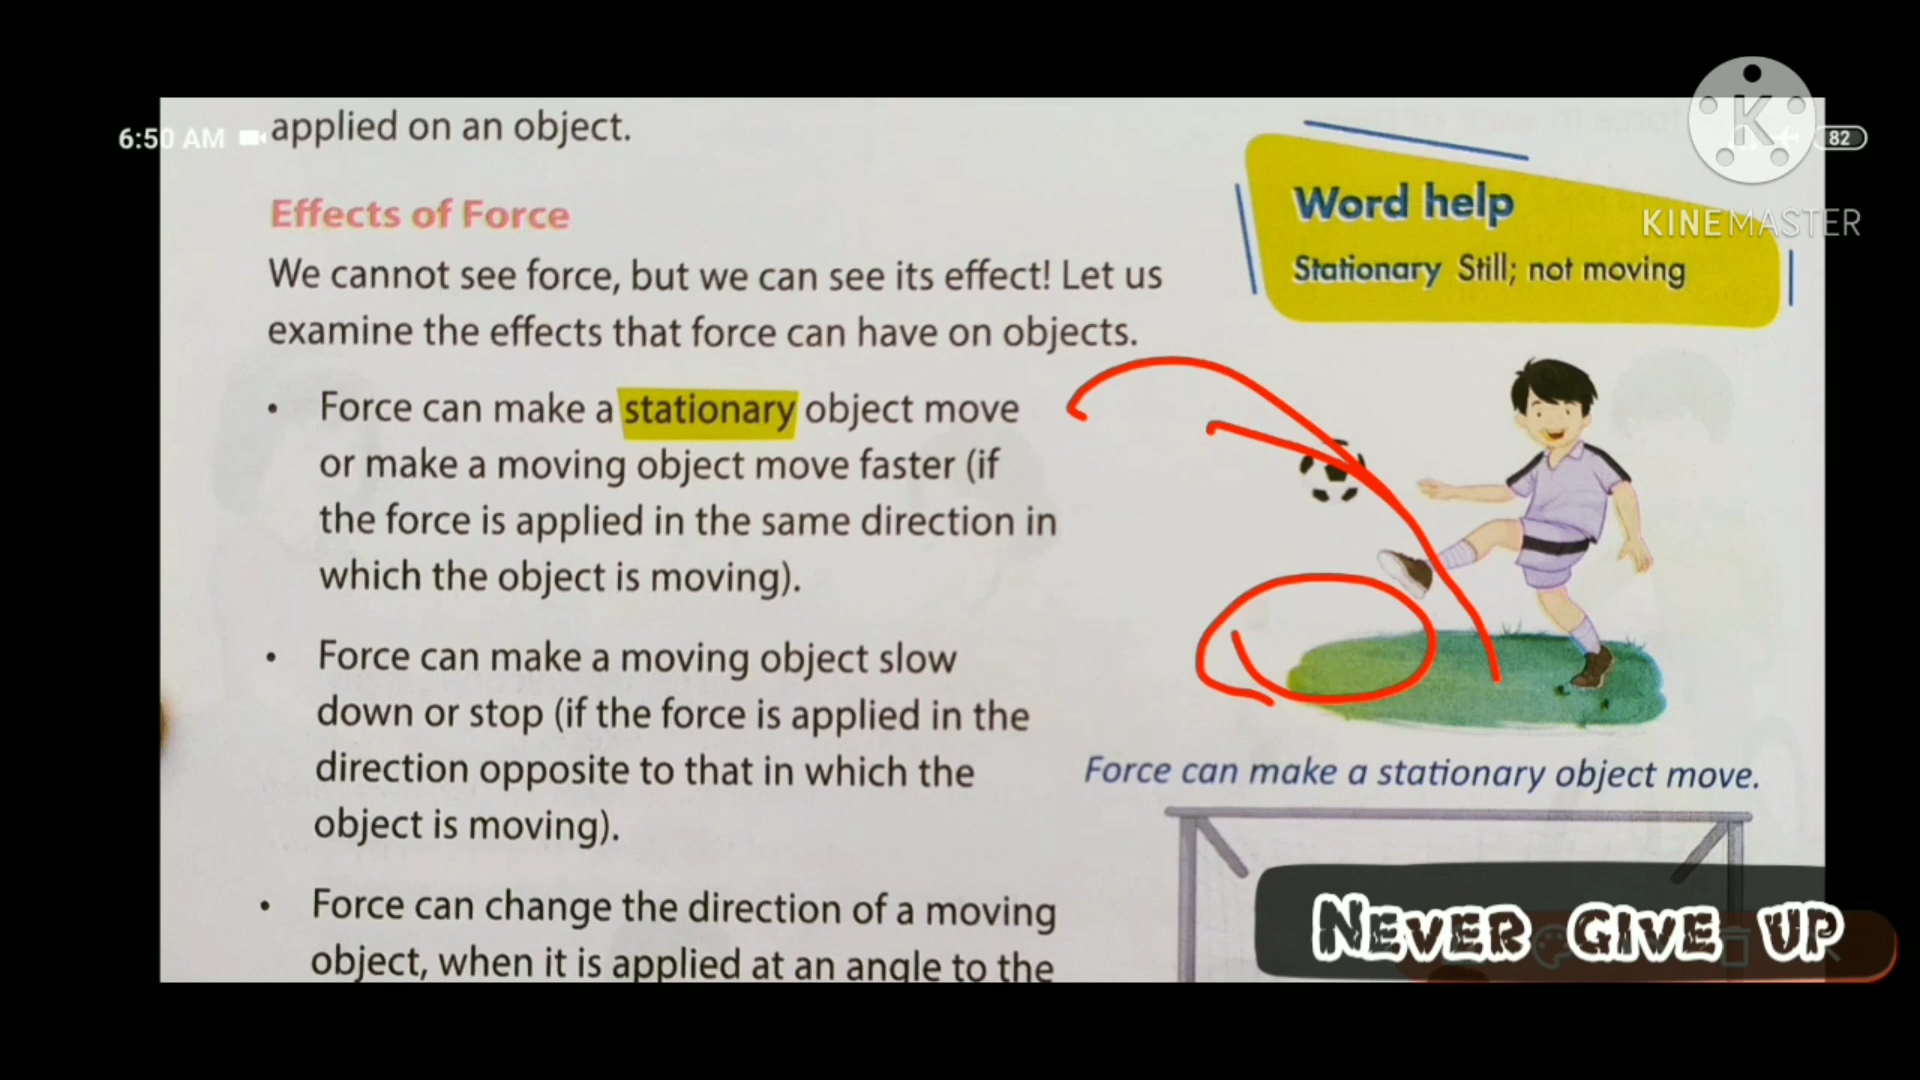 applied on an object.
6:50 AM
82
KINEMASTER
Word help
Stationary Still; not moving
Effects of Force
We cannot see force, but we can see its effect! Let us
examine the effects that force can have on objects.
• Force can make a stationary object move
or make a moving object move faster (if
the force is applied in the same direction in
which the object is moving).
• Force can make a moving object slow
down or stop (if the force is applied in the
direction opposite to that in which the
object is moving).
• Force can change the direction of a moving
object, when it is applied at an angle to the
Force can make a stationary object move.
NEVER GIVE UP